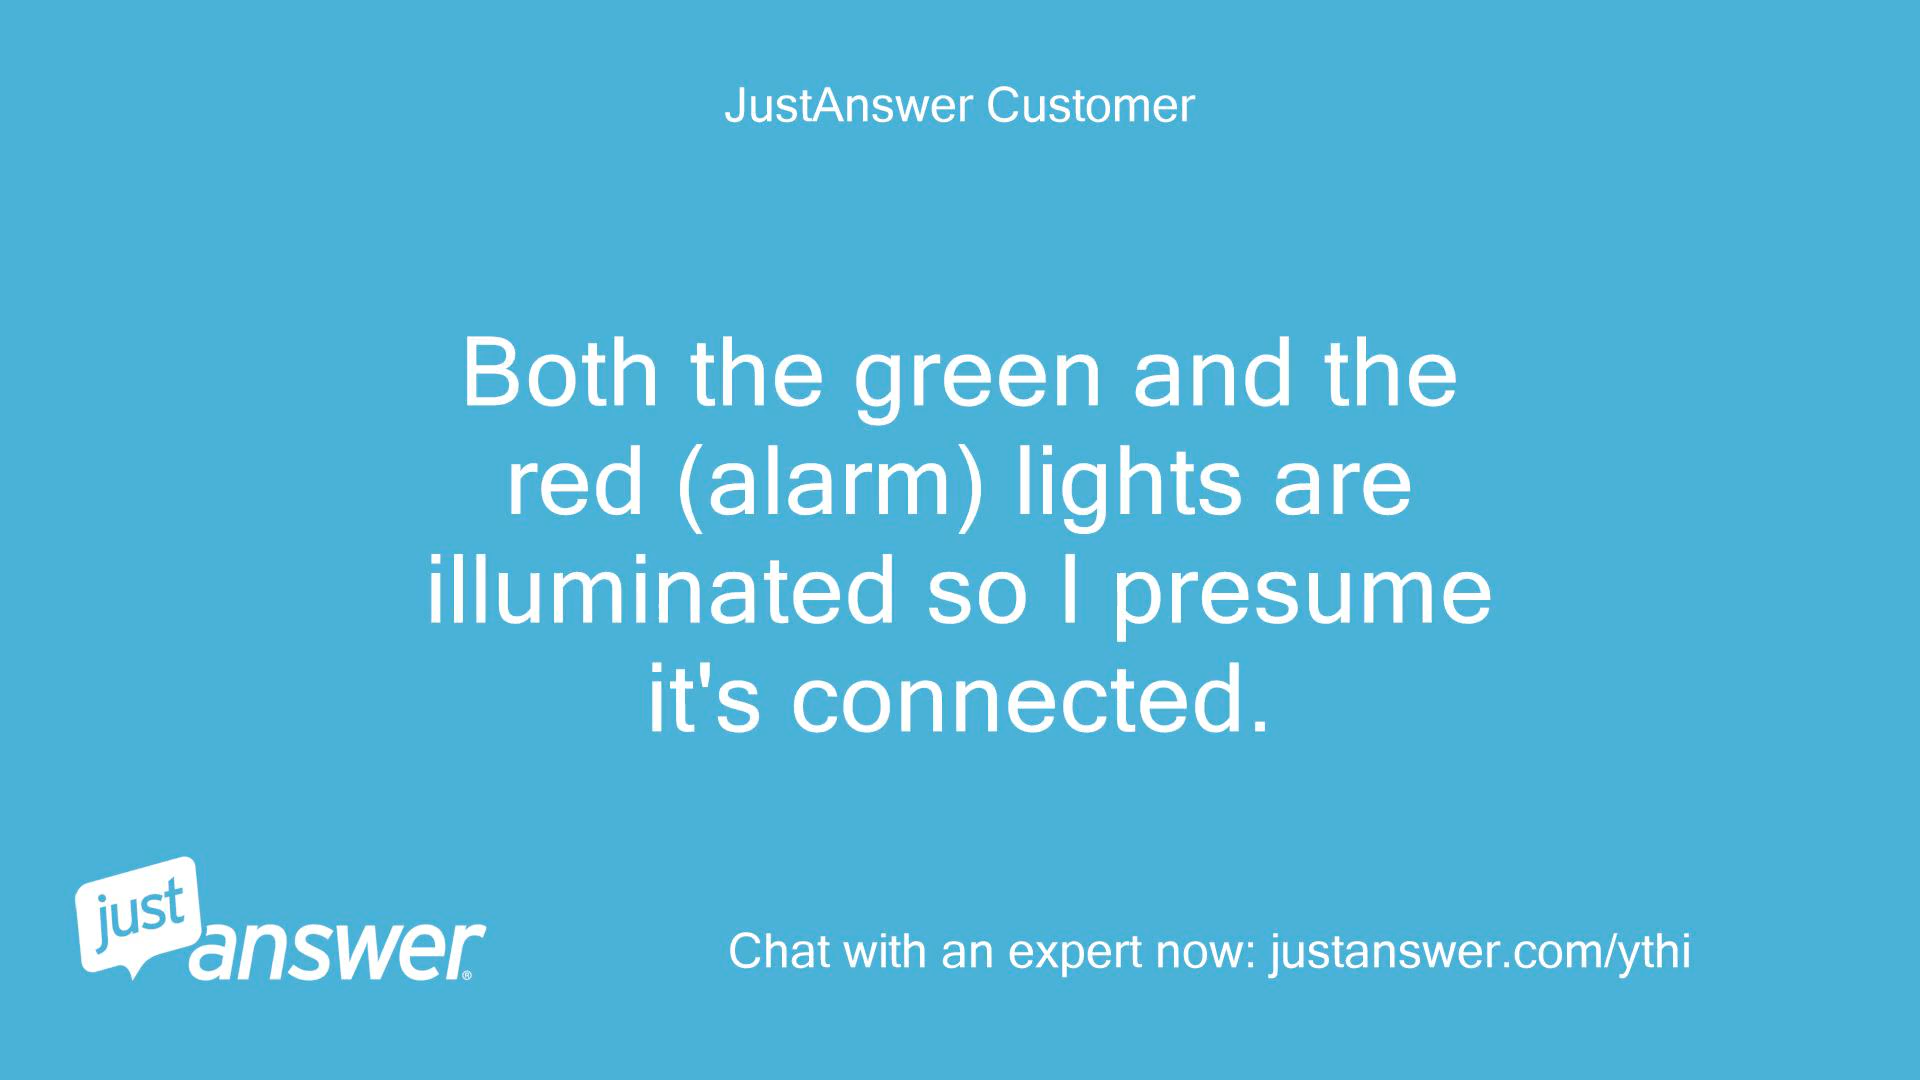 JustAnswer Customer
Both the green and the
red (alarm) lights are
illuminated so I presume
it's connected.
just
answer®
Chat with an expert now: justanswer.com/ythi